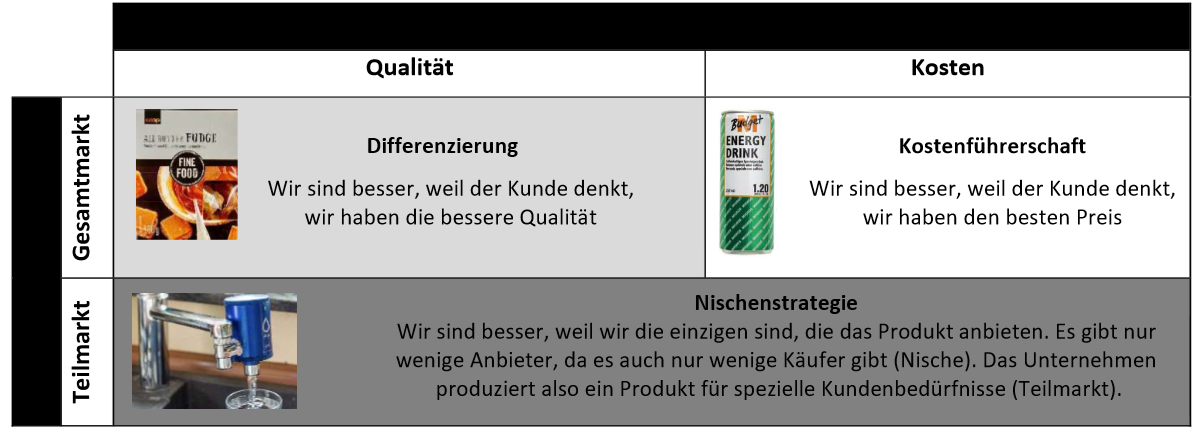 Qualität
Kosten
Gesamtmarkt
FUDGE
FINE
FOOD
Differenzierung
Wir sind besser, weil der Kunde denkt,
wir haben die bessere Qualität
Budget
M
ENERGY
DRINK
1.20
Kostenführerschaft
Wir sind besser, weil der Kunde denkt,
wir haben den besten Preis
Teilmarkt
Nischenstrategie
Wir sind besser, weil wir die einzigen sind, die das Produkt anbieten. Es gibt nur
wenige Anbieter, da es auch nur wenige Käufer gibt (Nische). Das Unternehmen
produziert also ein Produkt für spezielle Kundenbedürfnisse (Teilmarkt).